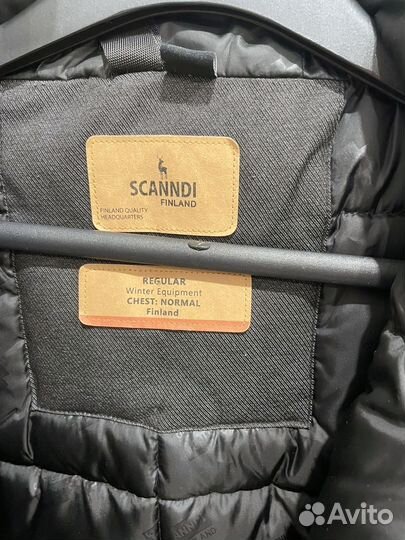 SCANNDI
FINLAND
FINLAND QUALITY
HEADQUARTERS
REGULAR
Winter Equipment
CHEST: NORMAL
Finland
Avito